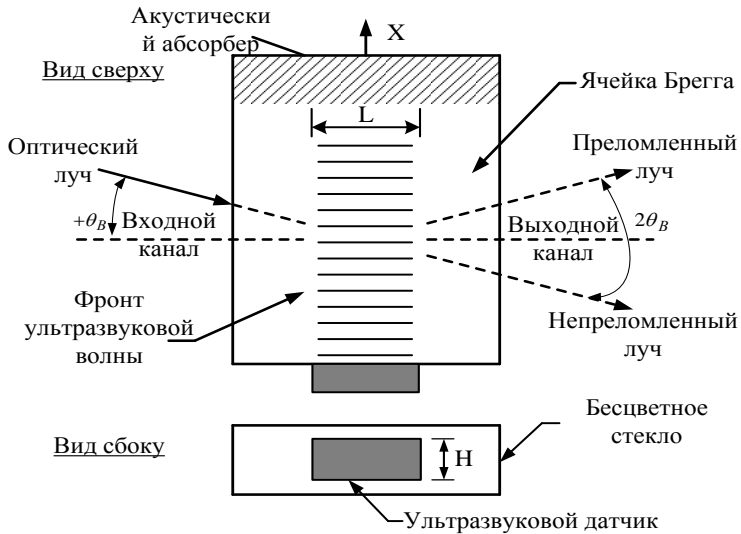 Акустически
й абсорбер
X
Вид сверху
Ячейка Брегга
L
Оптический
луч
Преломленный
луч
+θB
Входной
канал
Выходной
канал
2θB
Фронт
ультразвуковой
волны
Непреломленный
луч
Вид сбоку
H
Бесцветное
стекло
Ультразвуковой датчик